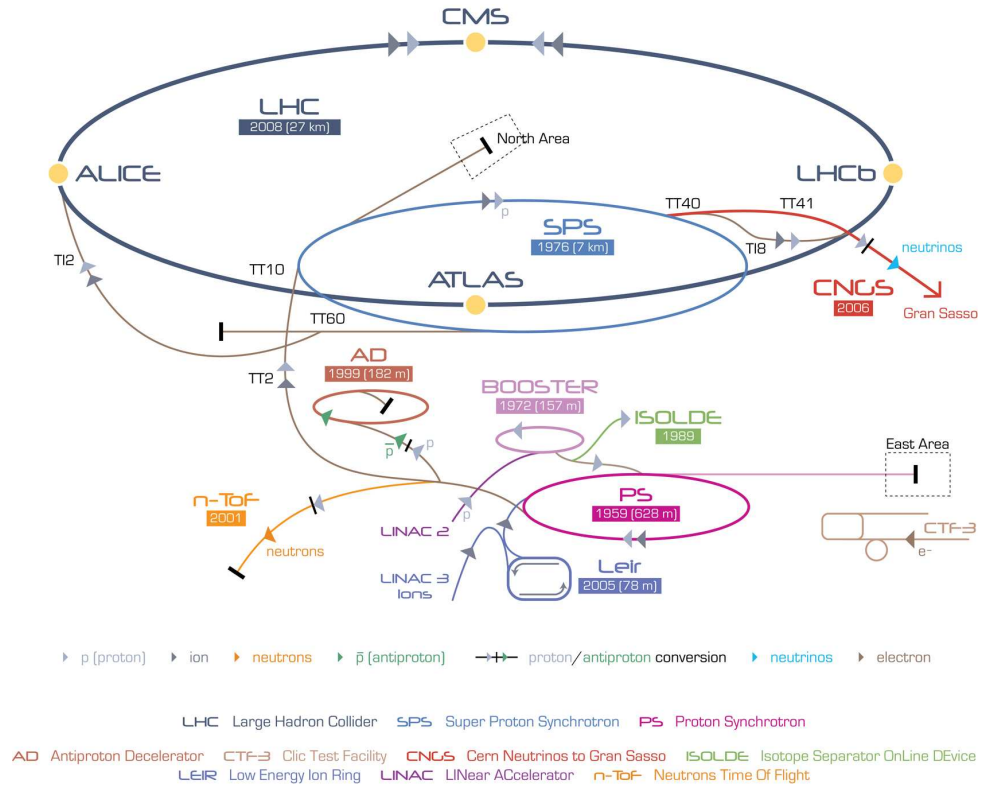 CMS
LHC
2008 (27 km)
North Area
ALICE
LHCb
TT40
TT41
SPS
1976 (7 km)
p
TI8
neutrinos
TI2
TT10
ATLAS
CNGS
2006
Gran Sasso
TT60
AD
1999 (182 m)
TT2
BOOSTER
1972 (157 m)
ISOLDE
1989
p̅
p
East Area
n-ToF
2001
PS
1959 (628 m)
LINAC 2
p
neutrons
CTF-3
e-
LINAC 3
Ions
Leir
2005 (78 m)
p (proton)
ion
neutrons
p̅ (antiproton)
proton/antiproton conversion
neutrinos
electron
LHC Large Hadron Collider SPS Super Proton Synchrotron PS Proton Synchrotron
AD Antiproton Decelerator CTF-3 Clic Test Facility CNGS Cern Neutrinos to Gran Sasso ISOLDE Isotope Separator OnLine DEvice
LEIR Low Energy Ion Ring LINAC LINear ACcelerator n-ToF Neutrons Time Of Flight